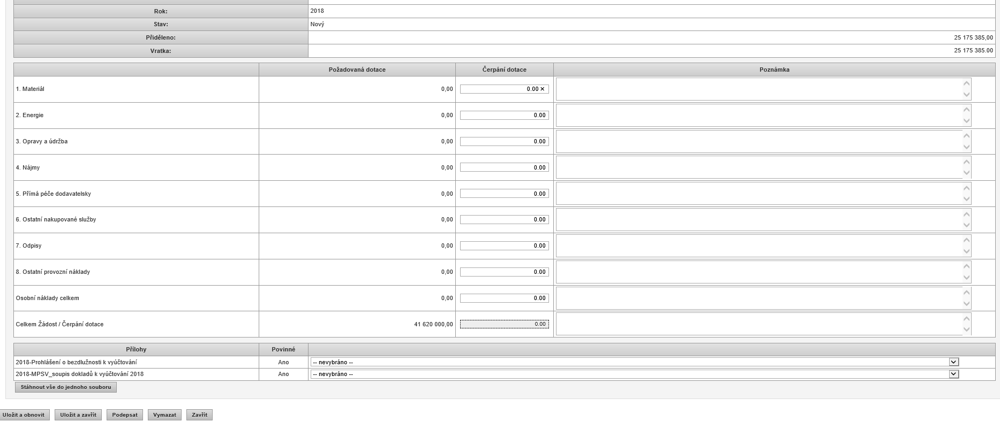 Rok: 2018
Stav: Nový
Přiděleno: 25 175 385,00
Vratka: 25 175 385.00
Požadovaná dotace Čerpání dotace Poznámka
1. Materiál 0,00 0.00 ×
2. Energie 0,00 0.00
3. Opravy a údržba 0,00 0.00
4. Nájmy 0,00 0.00
5. Přímá péče dodavatelsky 0,00 0.00
6. Ostatní nakupované služby 0,00 0.00
7. Odpisy 0,00 0.00
8. Ostatní provozní náklady 0,00 0.00
Osobní náklady celkem 0,00 0.00
Celkem Žádost / Čerpání dotace 41 620 000,00 0.00
Přílohy Povinné
2018-Prohlášení o bezdlužnosti k vyúčtování Ano -- nevybráno --
2018-MPSV_soupis dokladů k vyúčtování 2018 Ano -- nevybráno --
Stáhnout vše do jednoho souboru
Uložit a obnovit Uložit a zavřít Podepsat Vymazat Zavřít